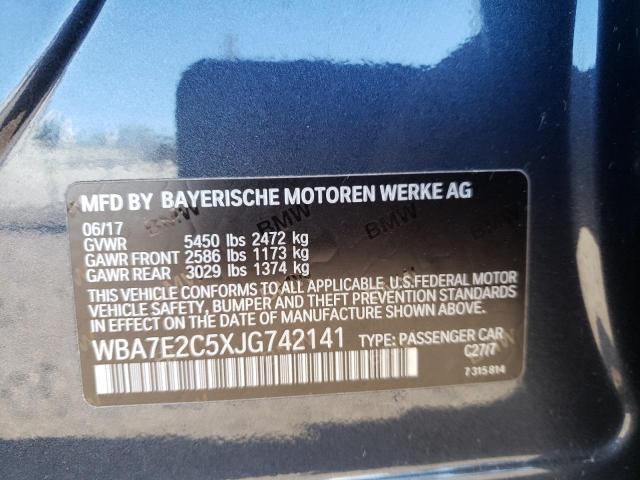 MFD BY BAYERISCHE MOTOREN WERKE AG
06/17
GVWR 5450 lbs 2472 kg
GAWR FRONT 2586 lbs 1173 kg
GAWR REAR 3029 lbs 1374 kg
THIS VEHICLE CONFORMS TO ALL APPLICABLE U.S.FEDERAL MOTOR
VEHICLE SAFETY, BUMPER AND THEFT PREVENTION STANDARDS
IN EFFECT ON THE DATE OF MANUFACTURE SHOWN ABOVE.
WBA7E2C5XJG742141 TYPE: PASSENGER CAR
C27/7
7 315 814
BMW
BMW